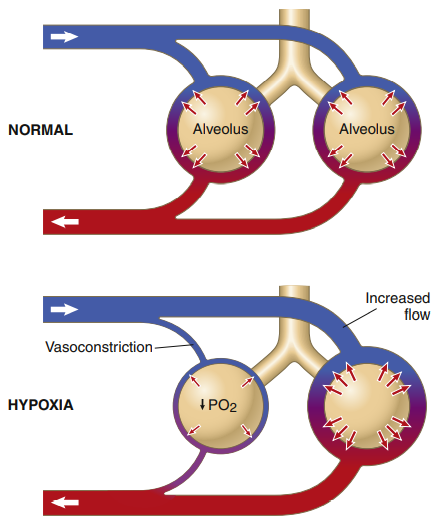 NORMAL
Alveolus
Alveolus
Increased
flow
Vasoconstriction
HYPOXIA
↓ PO2